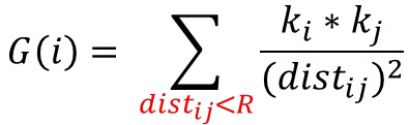 G(i) = ∑ k_i * k_j / (dist_ij)²
dist_ij<R